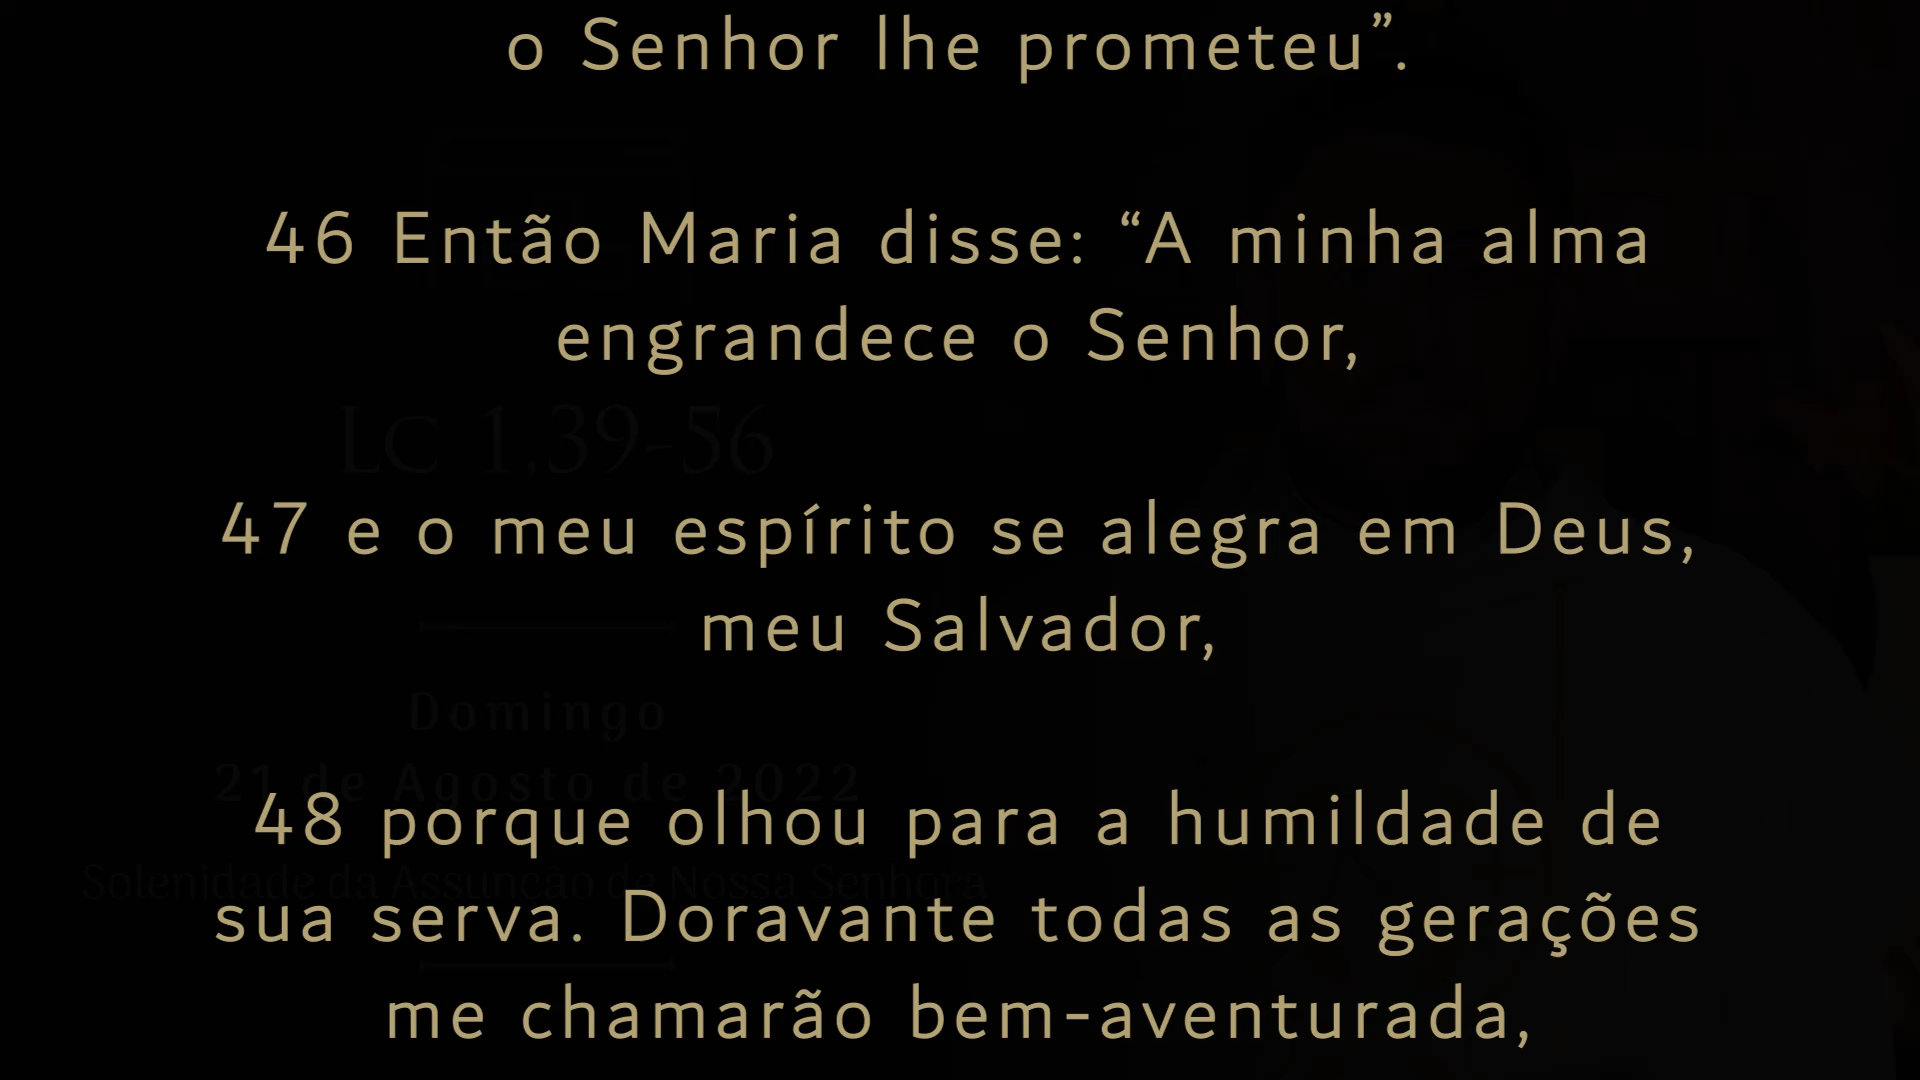 o Senhor lhe prometeu”.
46 Então Maria disse: “A minha alma
engrandece o Senhor,
Lc 1,39-56
47 e o meu espírito se alegra em Deus,
meu Salvador,
Domingo
21 de Agosto de 2022
48 porque olhou para a humildade de
Solenidade da Assunção de Nossa Senhora
sua serva. Doravante todas as gerações
me chamarão bem-aventurada,